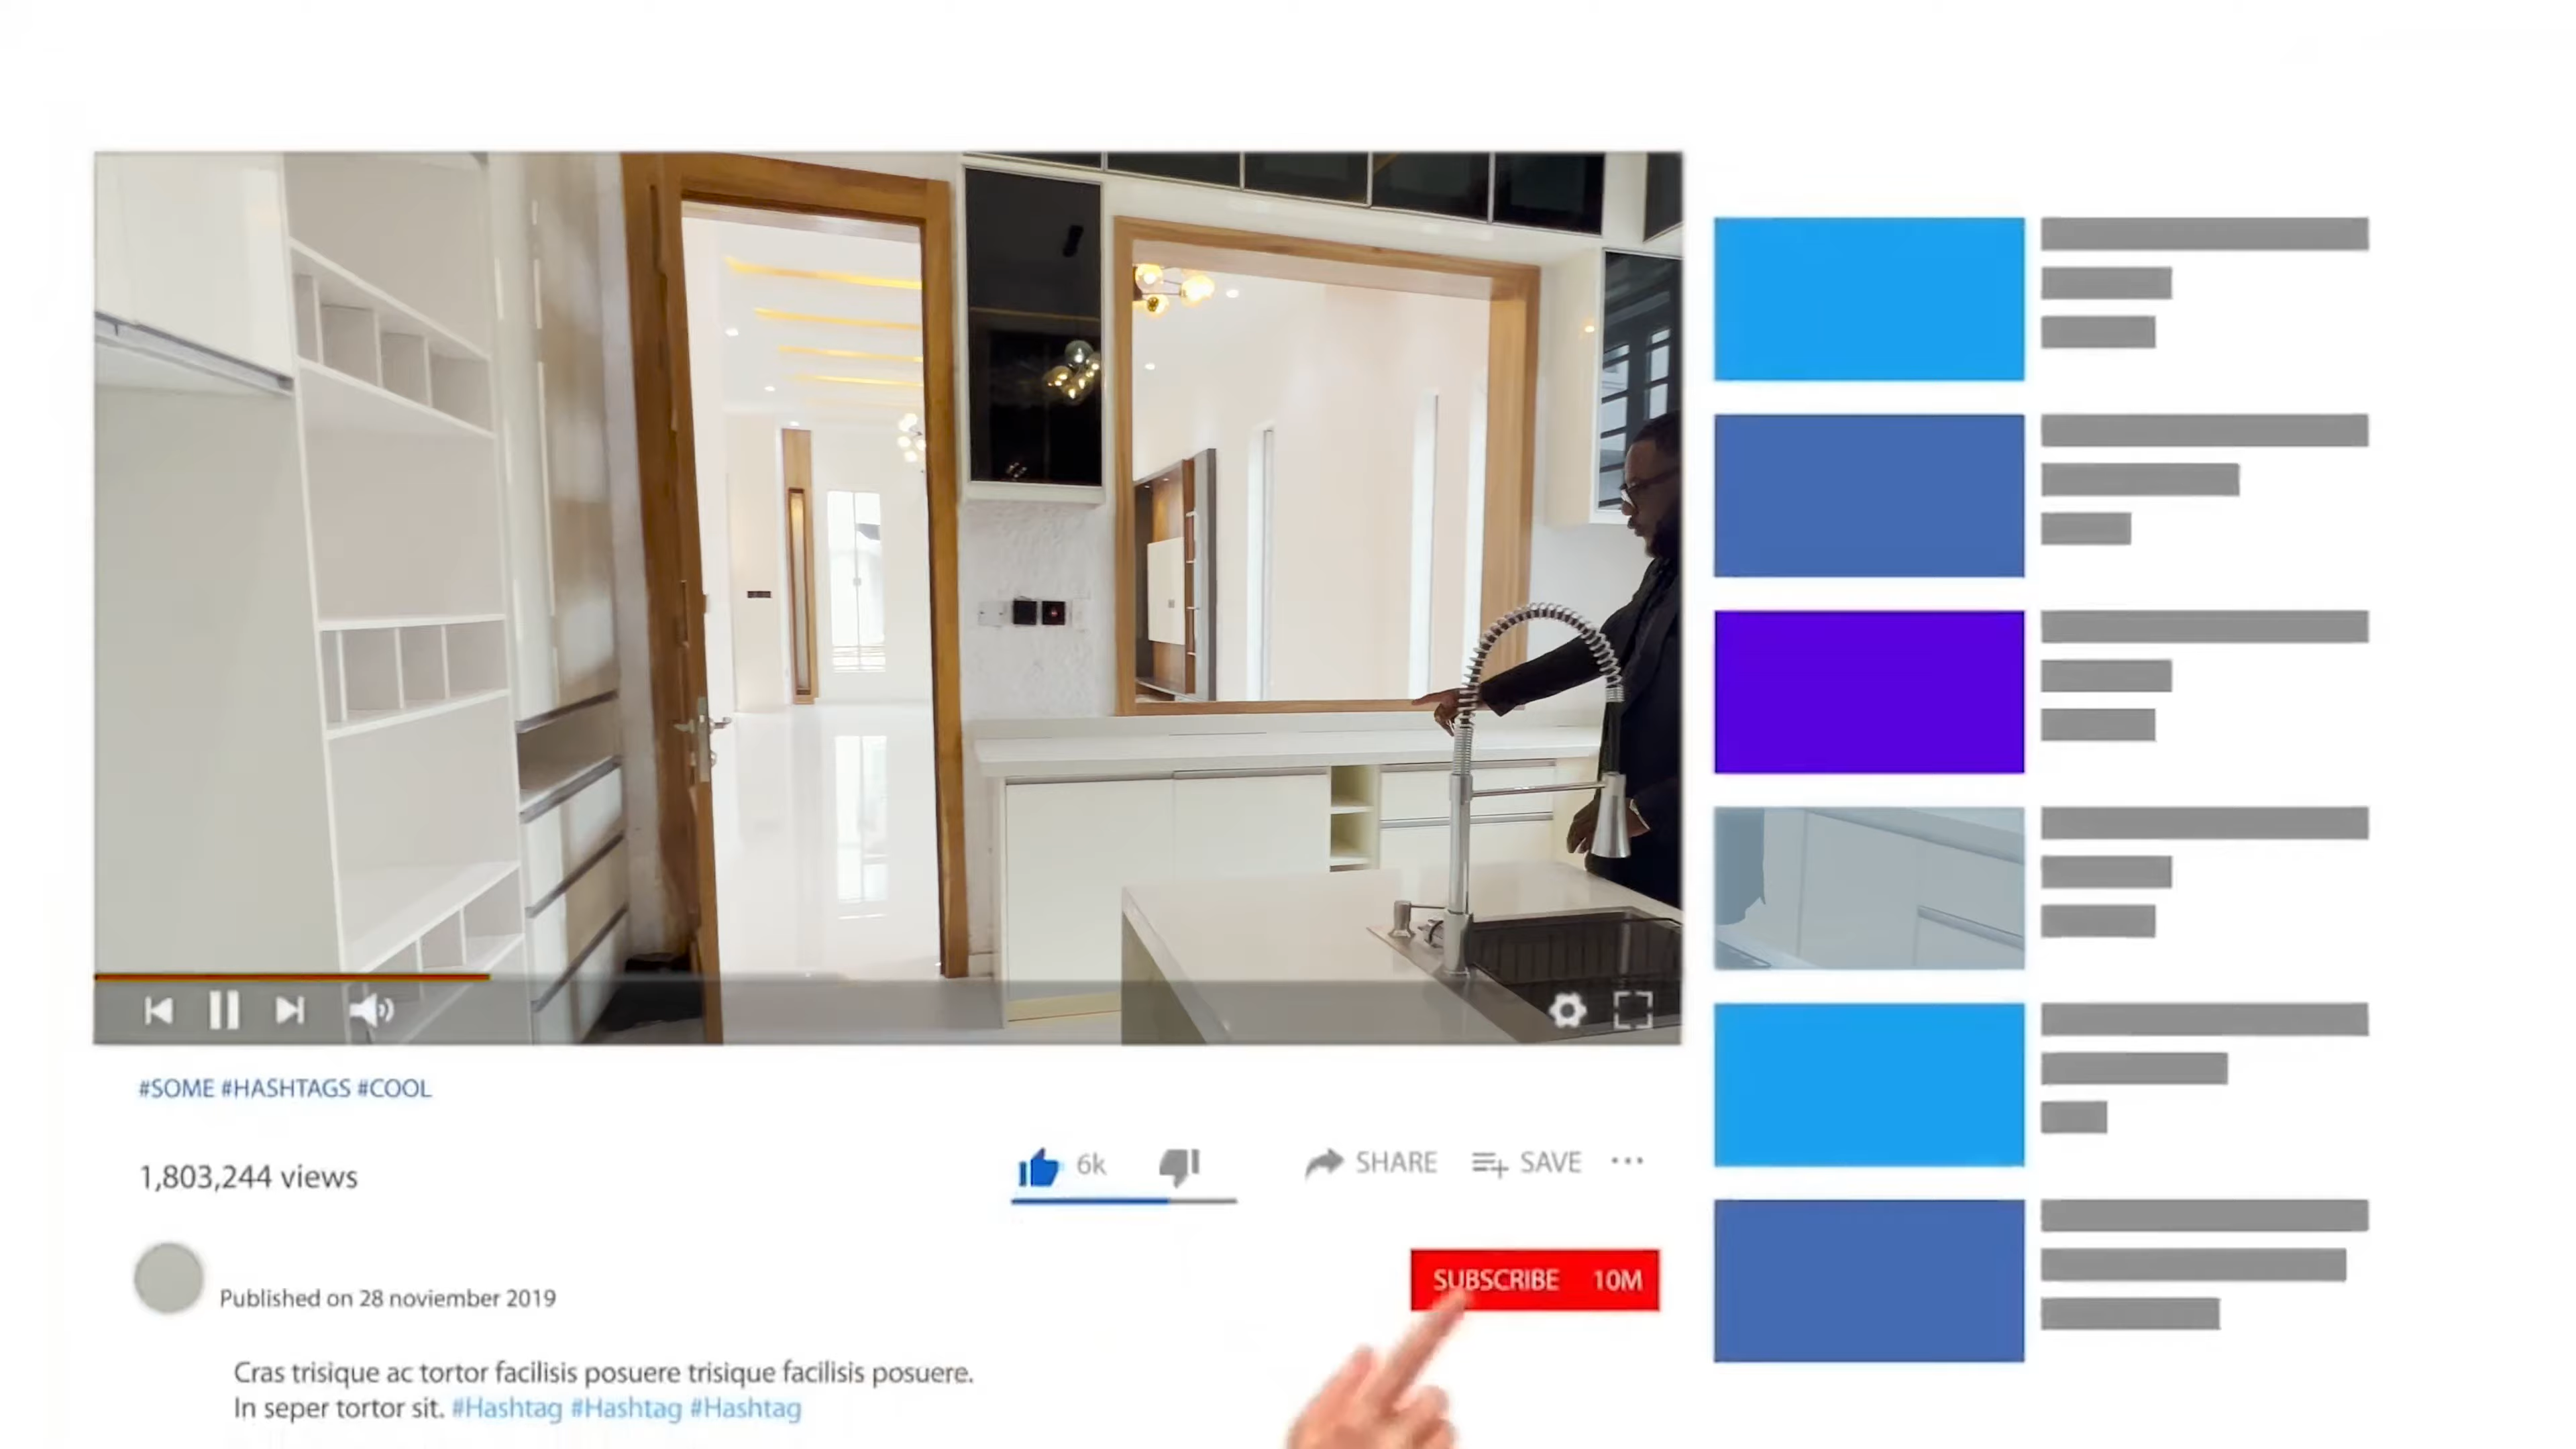 #SOME #HASHTAGS #COOL
1,803,244 views
6k
SHARE
SAVE
Published on 28 noviember 2019
SUBSCRIBE 10M
Cras trisique ac tortor facilisis posuere trisique facilisis posuere.
In seper tortor sit. #Hashtag #Hashtag #Hashtag